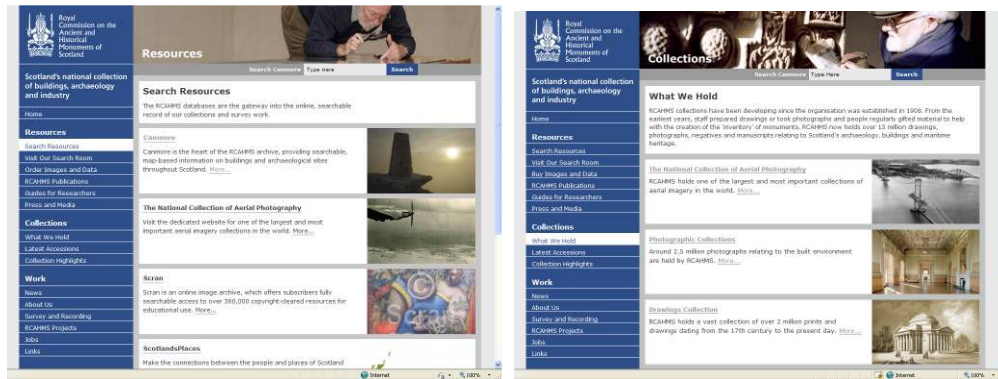 Royal
Commission on the
Ancient and
Historical
Monuments of
Scotland
Resources
Search Canmore
Type Here
Search
Scotland's national collection
of buildings, archaeology
and industry
Home
Resources
Search Resources
Visit Our Search Room
Order Images and Data
RCAHMS Publications
Guides for Researchers
Press and Media
Collections
What We Hold
Latest Accessions
Collection Highlights
Work
News
About Us
Survey and Recording
RCAHMS Projects
Jobs
Links
Search Resources
The RCAHMS databases are the gateway into the online, searchable
record of our collections and survey work.
Canmore
Canmore is the heart of the RCAHMS archive, providing searchable,
map-based information on buildings and archaeological sites
throughout Scotland. More...
The National Collection of Aerial Photography
Visit the dedicated website for one of the largest and most
important aerial imagery collections in the world. More...
Scran
Scran is an online image archive, which offers subscribers fully
searchable access to over 360,000 copyright-cleared resources for
educational use. More...
Scran
ScotlandsPlaces
Make the connections between the people and places of Scotland
Internet
100%
Royal
Commission on the
Ancient and
Historical
Monuments of
Scotland
Collections
Search Canmore
Type Here
Search
Scotland's national collection
of buildings, archaeology
and industry
Home
Resources
Search Resources
Visit Our Search Room
Buy Images and Data
RCAHMS Publications
Guides for Researchers
Press and Media
Collections
What We Hold
Latest Accessions
Collection Highlights
Work
News
About Us
Survey and Recording
RCAHMS Projects
Jobs
Links
What We Hold
RCAHMS collections have been developing since the organisation was established in 1908. From the
earliest years, staff prepared drawings or took photographs and people regularly gifted material to help
with the creation of the 'inventory' of monuments. RCAHMS now holds over 15 million drawings,
photographs, negatives and manuscripts relating to Scotland's archaeology, buildings and maritime
heritage.
The National Collection of Aerial Photography
RCAHMS holds one of the largest and most important collections of
aerial imagery in the world. More...
Photographic Collections
Around 2.5 million photographs relating to the built environment
are held by RCAHMS. More...
Drawings Collection
RCAHMS holds a vast collection of over 2 million prints and
drawings dating from the 17th century to the present day. More...
Internet
100%